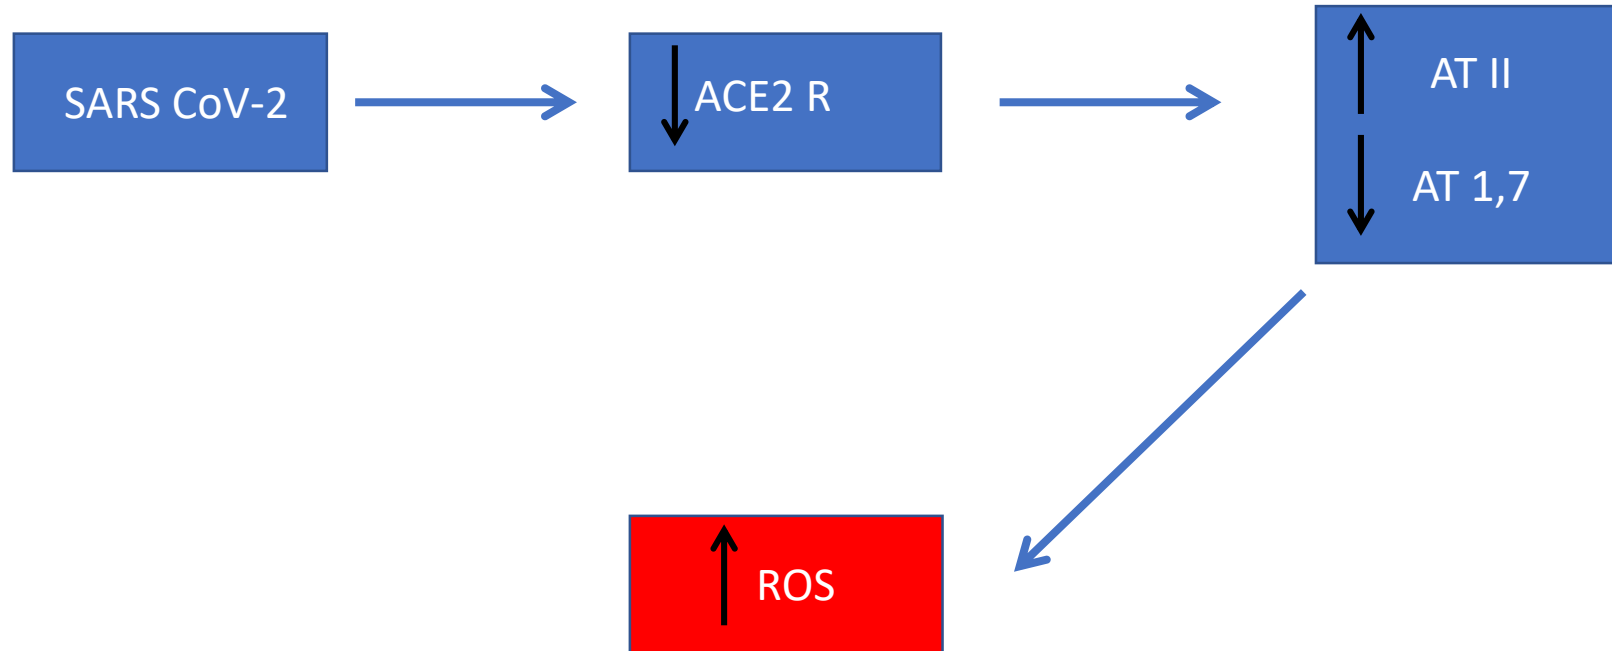 SARS CoV-2
ACE2 R
AT II
AT 1,7
ROS